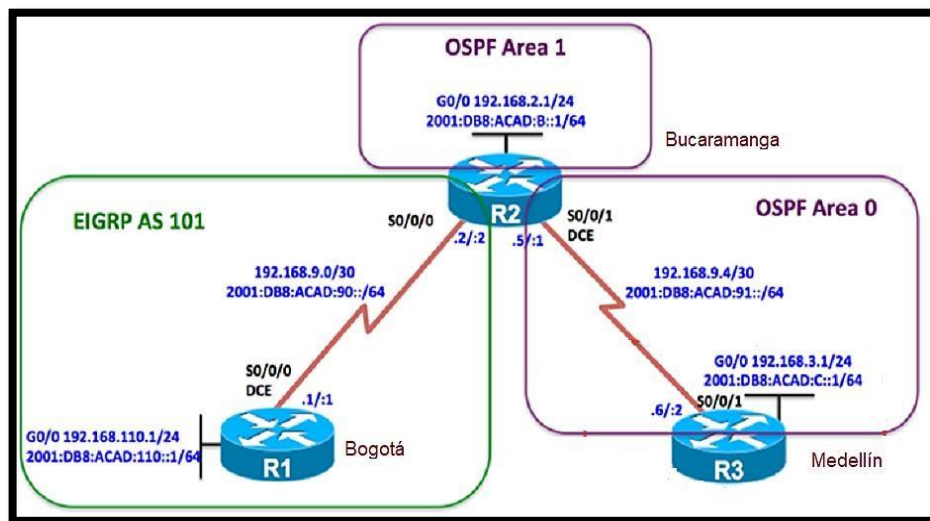 OSPF Area 1
G0/0 192.168.2.1/24
2001:DB8:ACAD:B::1/64
Bucaramanga
EIGRP AS 101
S0/0/0
R2
S0/0/1
DCE
OSPF Area 0
.2/:2
.5/:1
192.168.9.0/30
2001:DB8:ACAD:90::/64
192.168.9.4/30
2001:DB8:ACAD:91::/64
S0/0/0
DCE
.1/:1
G0/0 192.168.3.1/24
2001:DB8:ACAD:C::1/64
.6/:2
S0/0/1
G0/0 192.168.110.1/24
2001:DB8:ACAD:110::1/64
R1
Bogotá
R3
Medellín